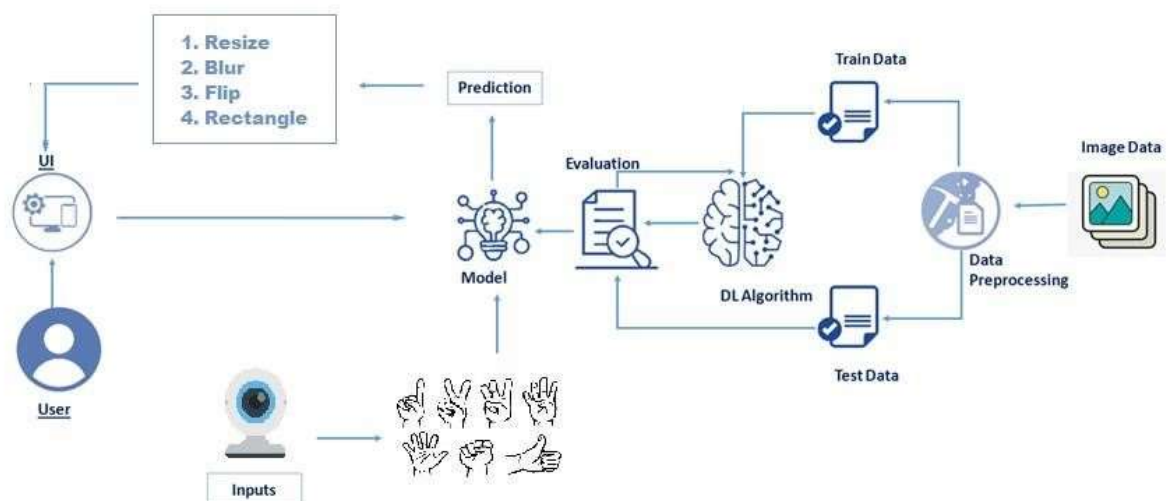 1. Resize
2. Blur
3. Flip
4. Rectangle
Prediction
Train Data
Image Data
UI
Evaluation
Model
DL Algorithm
Data
Preprocessing
Test Data
User
Inputs